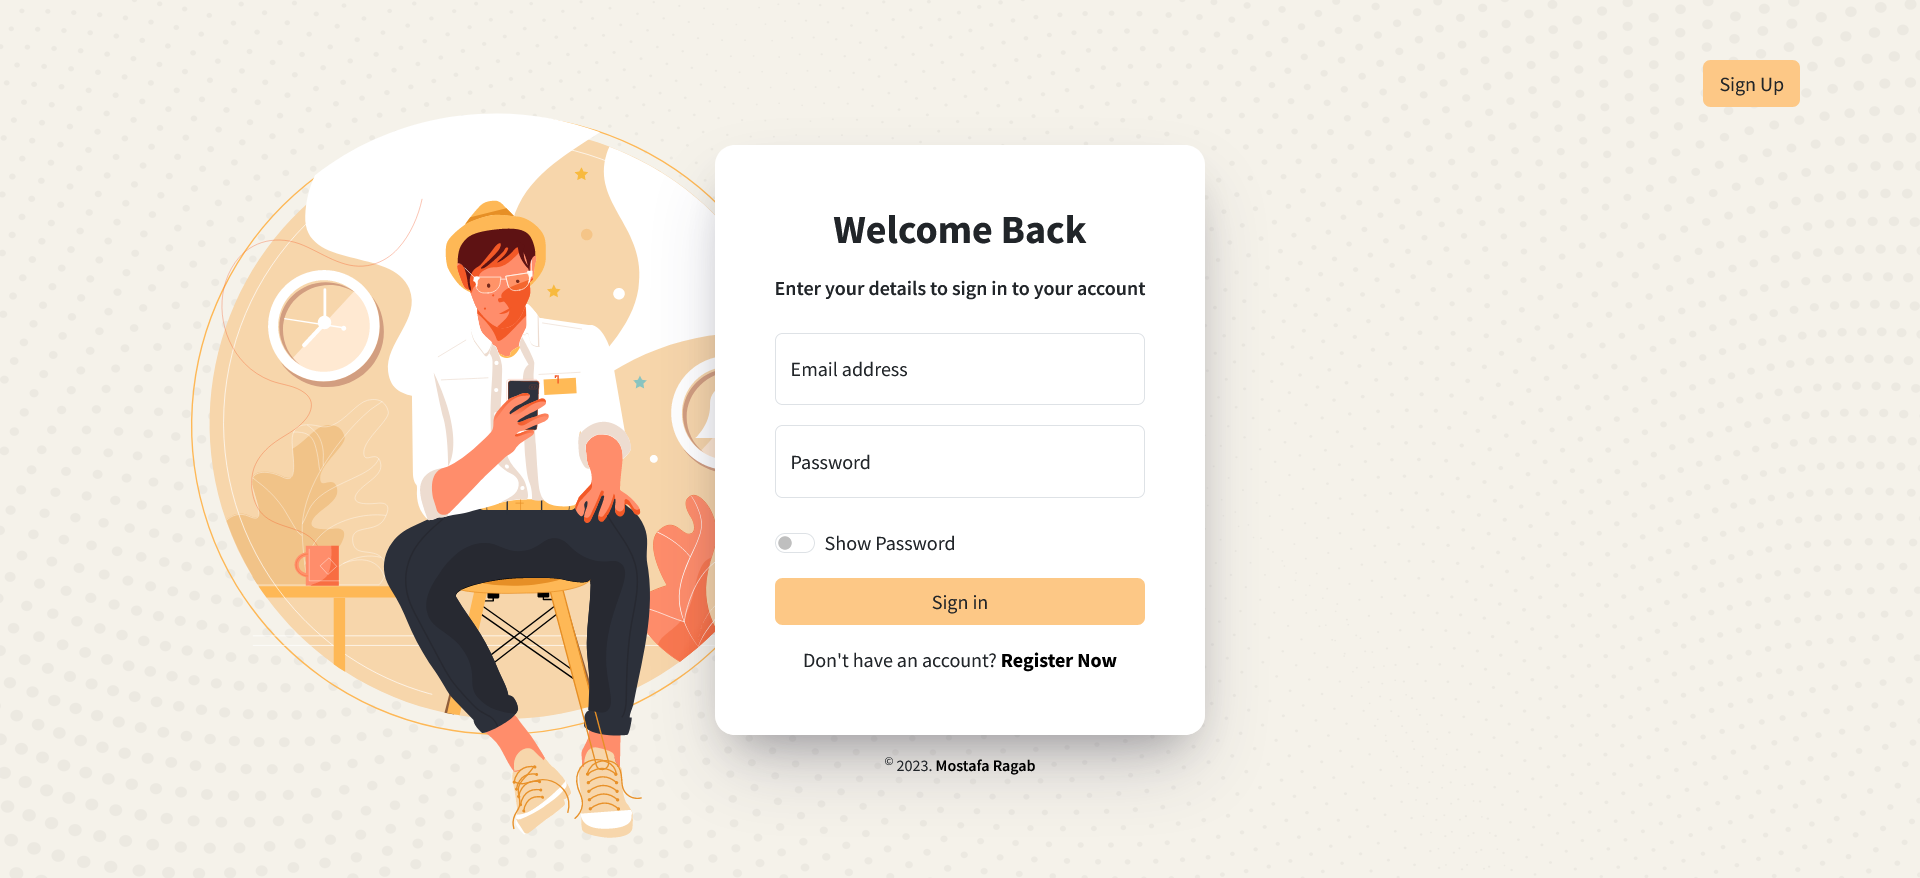 Sign Up
Welcome Back
Enter your details to sign in to your account
Email address
Password
Show Password
Sign in
Don't have an account? Register Now
© 2023. Mostafa Ragab